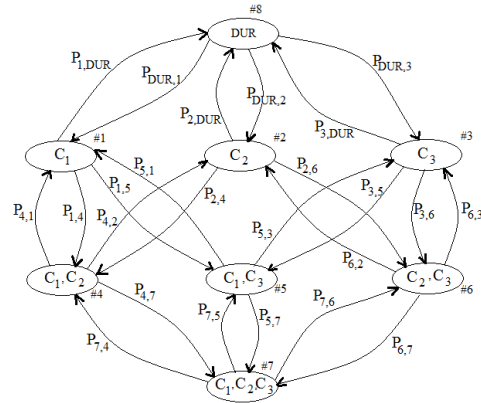 #8
DUR
P1,DUR
PDUR,1
PDUR,2
PDUR,3
P2,DUR
P3,DUR
#1
#2
#3
C1
C2
C3
P5,1
P2,6
P4,1
P1,4
P4,2
P1,5
P2,4
P5,3
P3,5
P3,6
P6,3
P6,2
C1,C2
C1,C3
C2,C3
#4
#5
#6
P4,7
P7,5
P5,7
P7,6
P7,4
P6,7
#7
C1,C2,C3